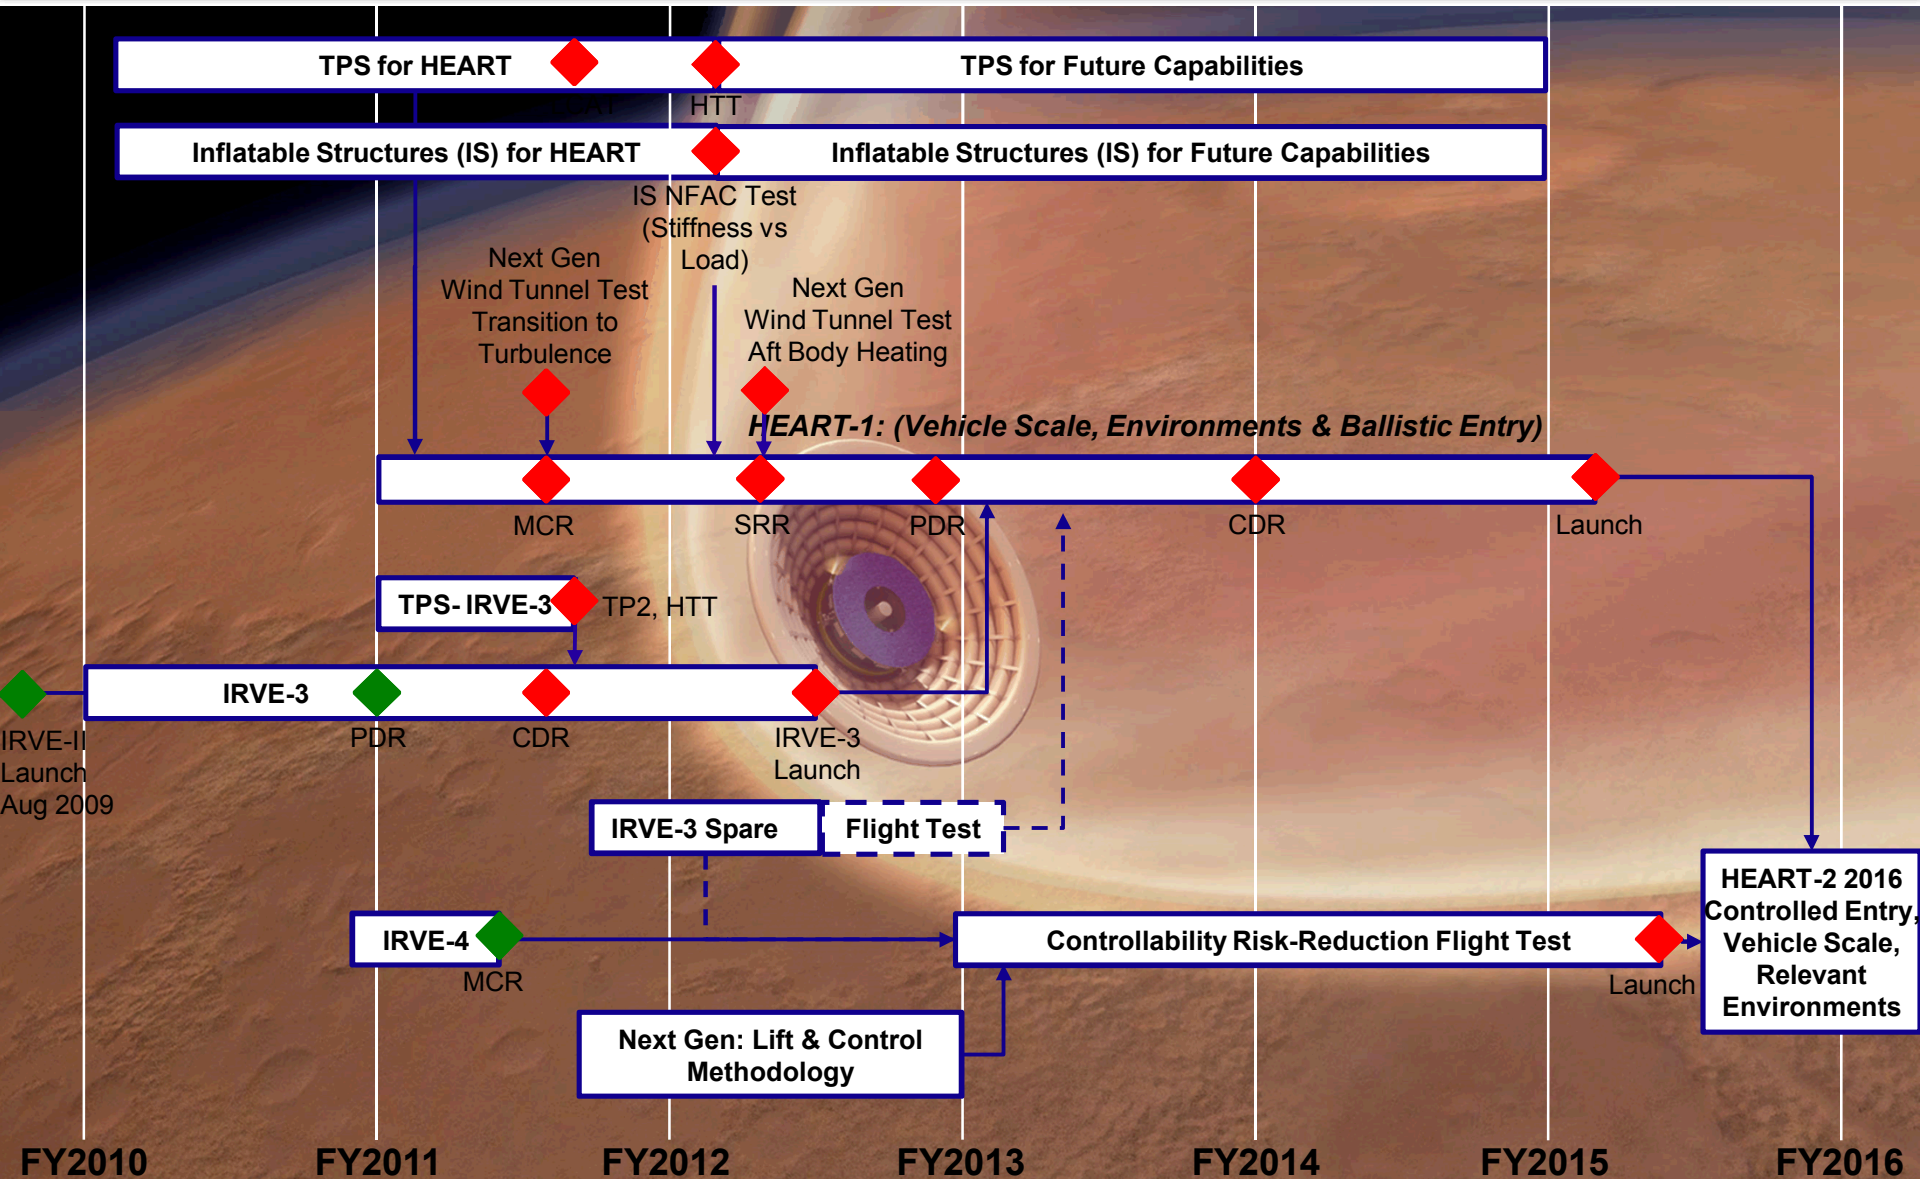 TPS for HEART
TPS for Future Capabilities
HTT
Inflatable Structures (IS) for HEART
Inflatable Structures (IS) for Future Capabilities
IS NFAC Test
(Stiffness vs
Load)
Next Gen
Wind Tunnel Test
Transition to
Turbulence
Next Gen
Wind Tunnel Test
Aft Body Heating
HEART-1: (Vehicle Scale, Environments & Ballistic Entry)
MCR
SRR
PDR
CDR
Launch
TPS- IRVE-3
TP2, HTT
IRVE-3
IRVE-II
Launch
Aug 2009
PDR
CDR
IRVE-3
Launch
IRVE-3 Spare
Flight Test
IRVE-4
MCR
Controllability Risk-Reduction Flight Test
Launch
HEART-2 2016
Controlled Entry,
Vehicle Scale,
Relevant
Environments
Next Gen: Lift & Control
Methodology
FY2010
FY2011
FY2012
FY2013
FY2014
FY2015
FY2016